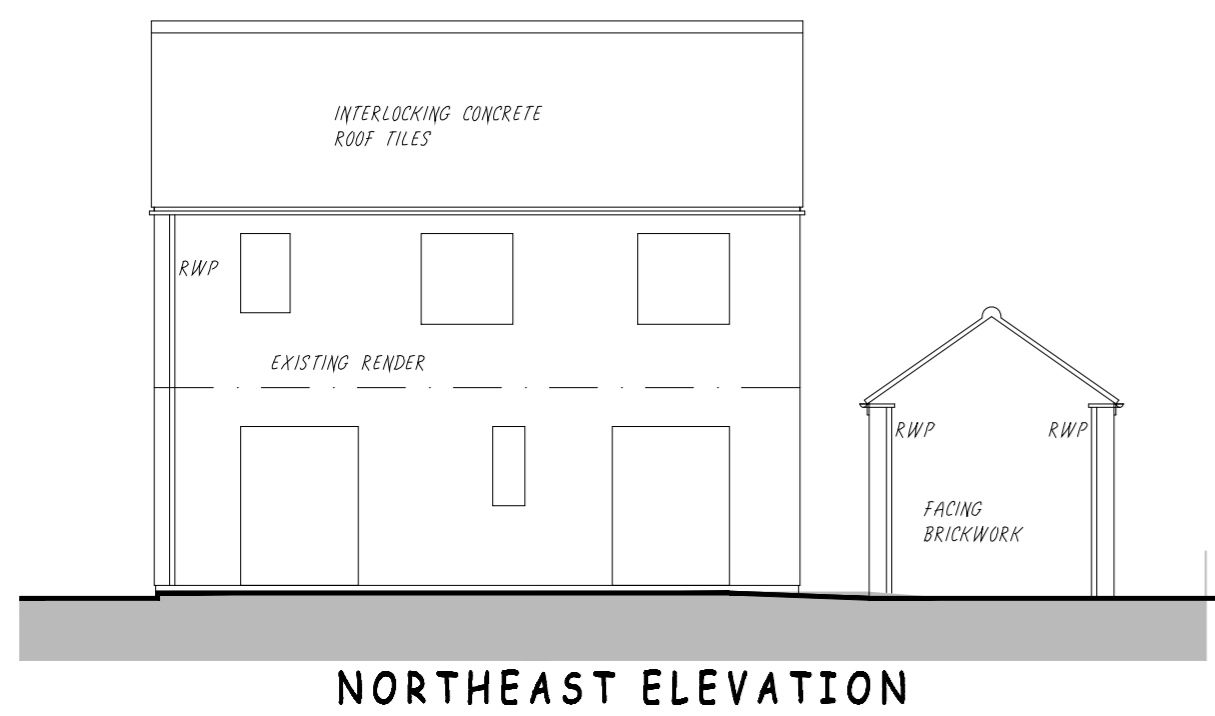 INTERLOCKING CONCRETE
ROOF TILES
RWP
EXISTING RENDER
RWP
RWP
FACING
BRICKWORK
NORTHEAST ELEVATION